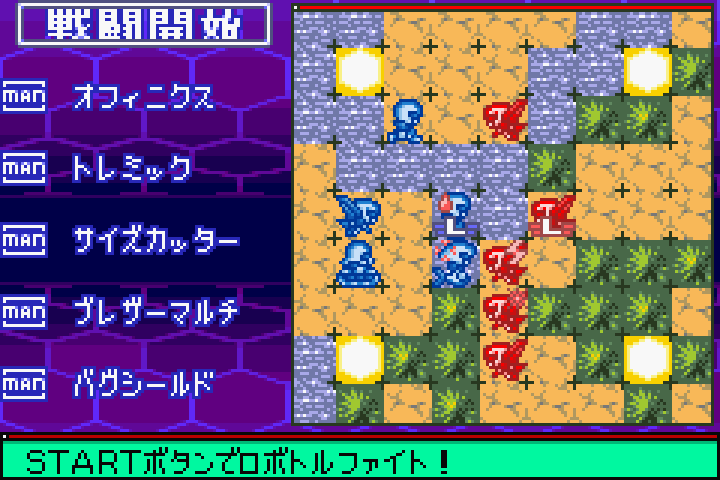 戦闘開始
MAN オフィニクス
MAN トレミック
MAN サイズカッター
MAN ブレザーマルチ
MAN バグシールド
L
L
STARTボタンでロボトルファイト!